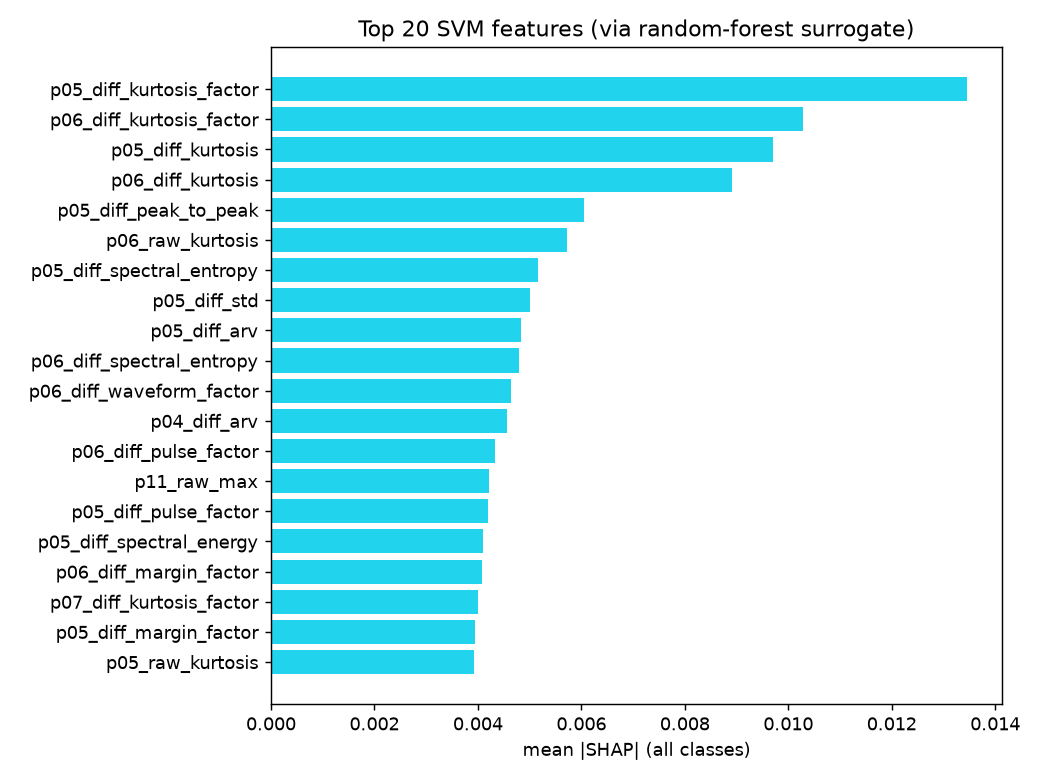 Top 20 SVM features (via random-forest surrogate)
p05_diff_kurtosis_factor
p06_diff_kurtosis_factor
p05_diff_kurtosis
p06_diff_kurtosis
p05_diff_peak_to_peak
p06_raw_kurtosis
p05_diff_spectral_entropy
p05_diff_std
p05_diff_arv
p06_diff_spectral_entropy
p06_diff_waveform_factor
p04_diff_arv
p06_diff_pulse_factor
p11_raw_max
p05_diff_pulse_factor
p05_diff_spectral_energy
p06_diff_margin_factor
p07_diff_kurtosis_factor
p05_diff_margin_factor
p05_raw_kurtosis
0.000 0.002 0.004 0.006 0.008 0.010 0.012 0.014
mean |SHAP| (all classes)